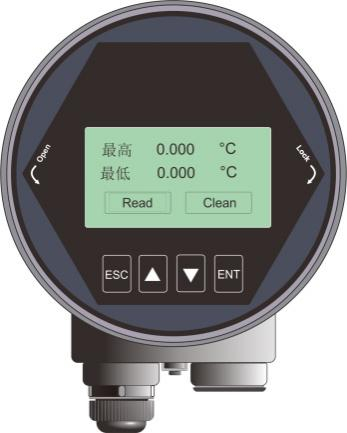 Open
Lock
最高 0.000 °C
最低 0.000 °C
Read Clean
ESC ENT